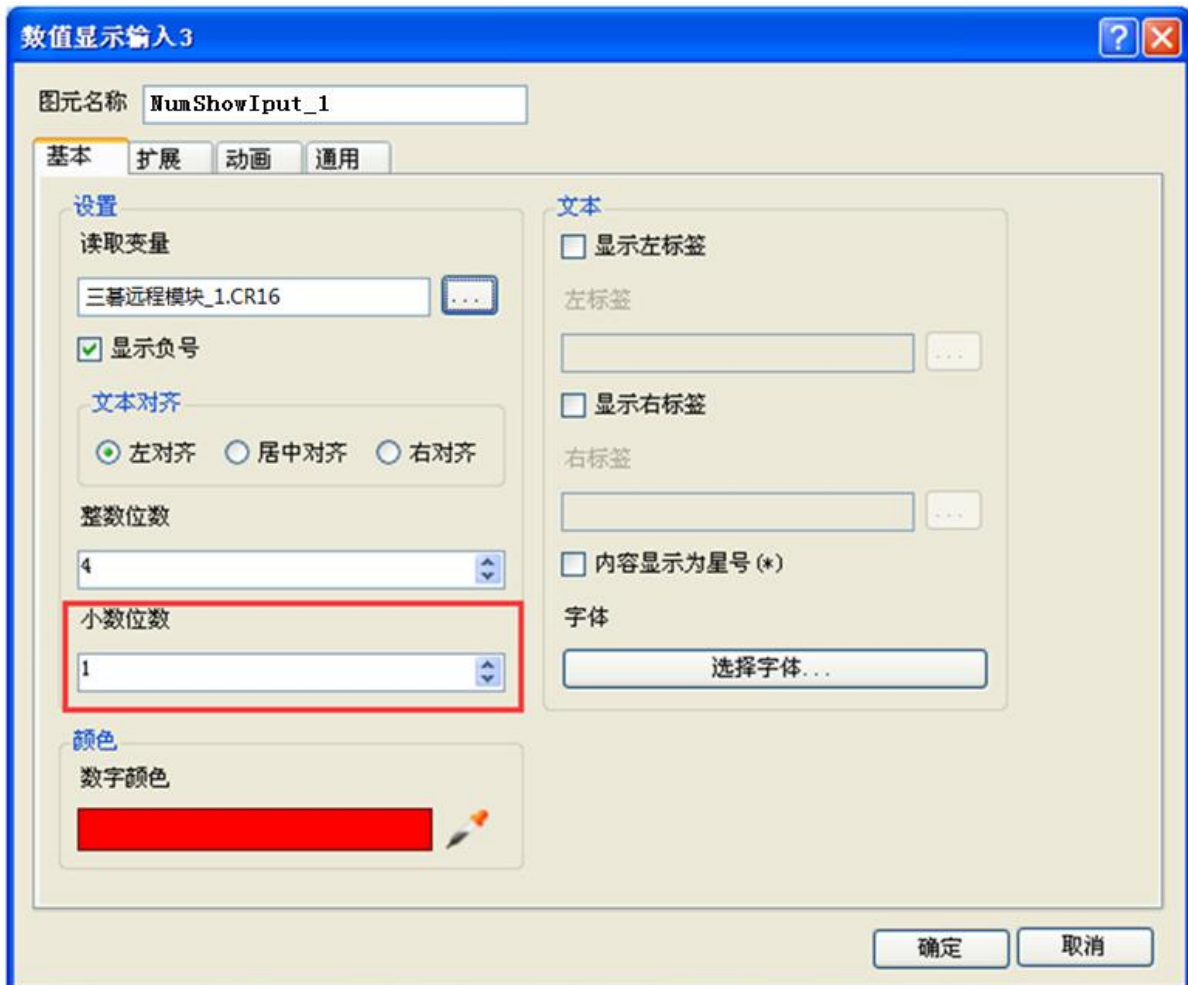 数值显示输入3
图元名称 NumShowIput_1
基本 扩展 动画 通用
设置
读取变量
三碁远程模块_1.CR16 ...
显示负号
文本对齐
左对齐 居中对齐 右对齐
整数位数
4
小数位数
1
颜色
数字颜色
文本
显示左标签
左标签
...
显示右标签
右标签
...
内容显示为星号(*)
字体
选择字体...
确定 取消